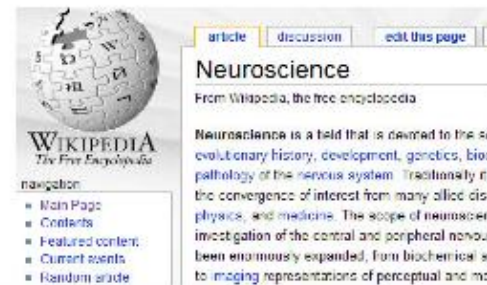 article discussion edit this page
Neuroscience
From Wikipedia, the free encyclopedia
WIKIPEDIA
The Free Encyclopedia
navigation
Main Page
Contents
Featured content
Current events
Random article
Neuroscience is a field that is devoted to the
evolutionary history, development, genetics,
pathology of the nervous system. Traditionally
the convergence of interest from many allied
physics, and medicine. The scope of
investigation of the central and peripheral
been enormously expanded, from biochemical
to imaging representations of perceptual and